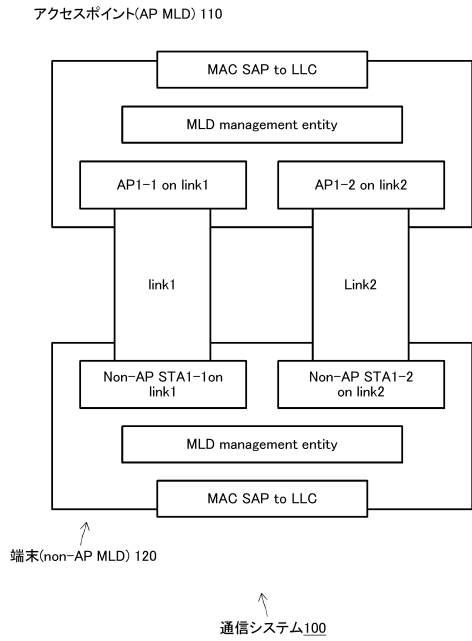 アクセスポイント(AP MLD) 110
MAC SAP to LLC
MLD management entity
AP1-1 on link1
AP1-2 on link2
link1
Link2
Non-AP STA1-1on
link1
Non-AP STA1-2
on link2
MLD management entity
MAC SAP to LLC
端末(non-AP MLD) 120
通信システム100